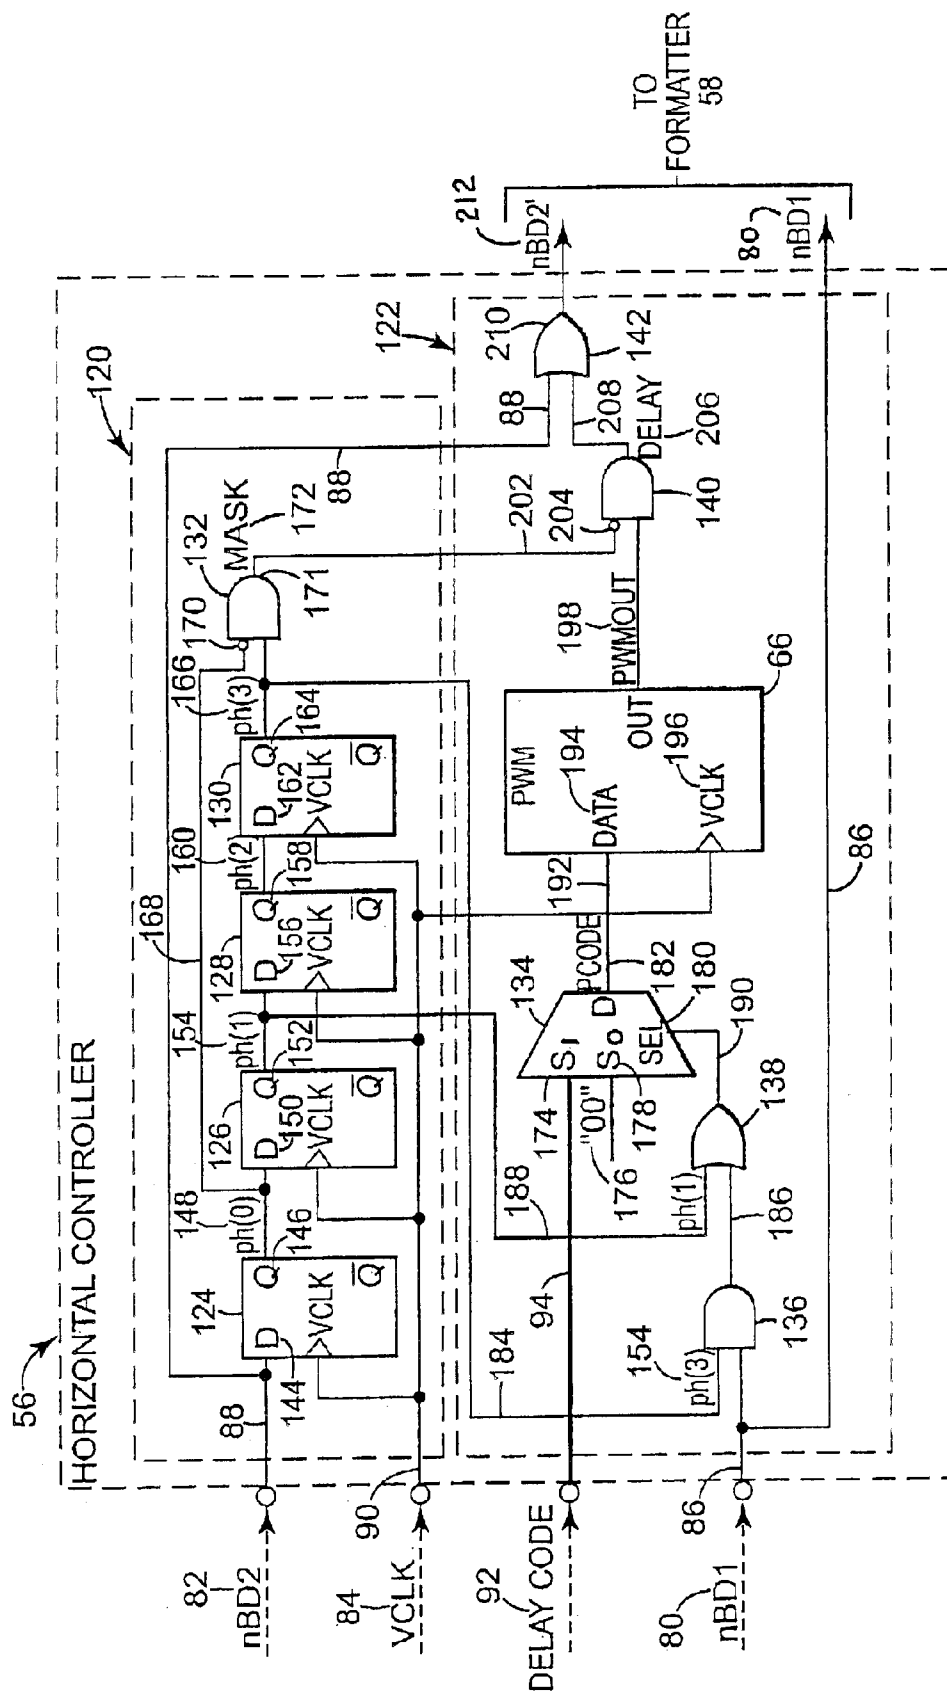 56
HORIZONTAL CONTROLLER
120
82
nBD2
88
124
D
144
Q
146
VCLK
Q
148
ph(0)
126
D
150
Q
152
VCLK
Q
154
ph(1)
168
128
D
156
Q
158
VCLK
Q
160
ph(2)
130
D
162
Q
164
VCLK
Q
166
ph(3)
170
132
171
MASK
172
88
84
VCLK
90
122
202
204
92
DELAY CODE
94
174
S1
134
"00"
176
S0
178
D
SEL
180
PCODE
182
190
192
PWM
DATA
194
VCLK
196
OUT
66
PWMOUT
198
140
DELAY
206
208
88
142
210
nBD2'
212
184
188
ph(1)
186
138
154
ph(3)
136
80
nBD1
86
86
80
nBD1
TO
FORMATTER
58